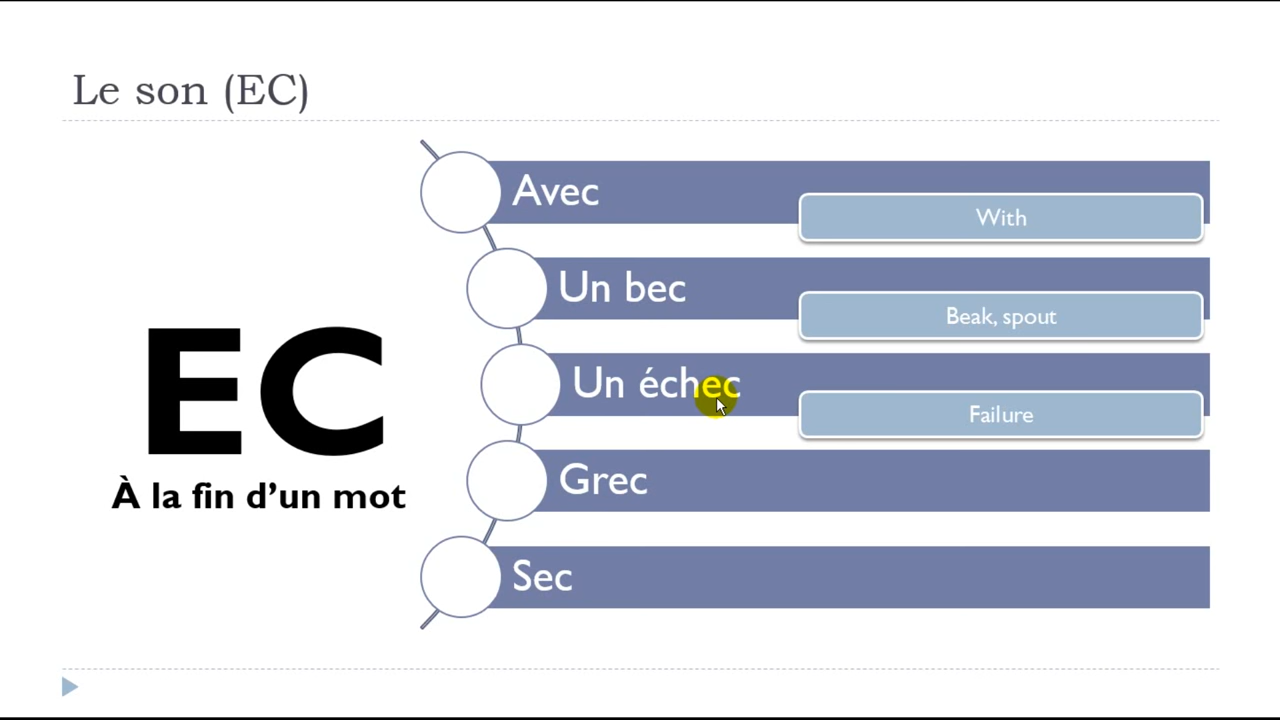 Le son (EC)
Avec
With
Un bec
Beak, spout
Un échec
Failure
Grec
Sec
EC
À la fin d’un mot